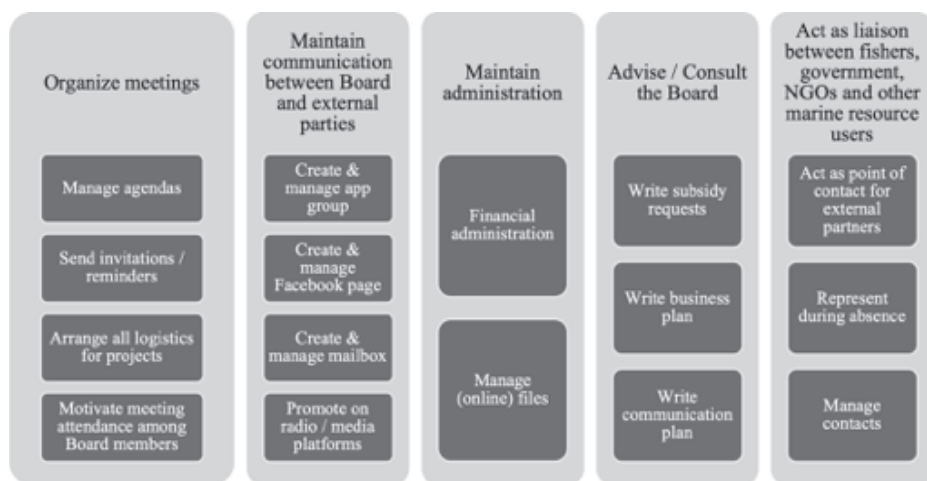 Organize meetings
Manage agendas
Send invitations /
reminders
Arrange all logistics
for projects
Motivate meeting
attendance among
Board members
Maintain
communication
between Board
and external
parties
Create &
manage app
group
Create &
manage
Facebook page
Create &
manage mailbox
Promote on
radio / media
platforms
Maintain
administration
Financial
administration
Manage
(online) files
Advise / Consult
the Board
Write subsidy
requests
Write business
plan
Write
communication
plan
Act as liaison
between fishers,
government,
NGOs and other
marine resource
users
Act as point of
contact for
external
partners
Represent
during absence
Manage
contacts